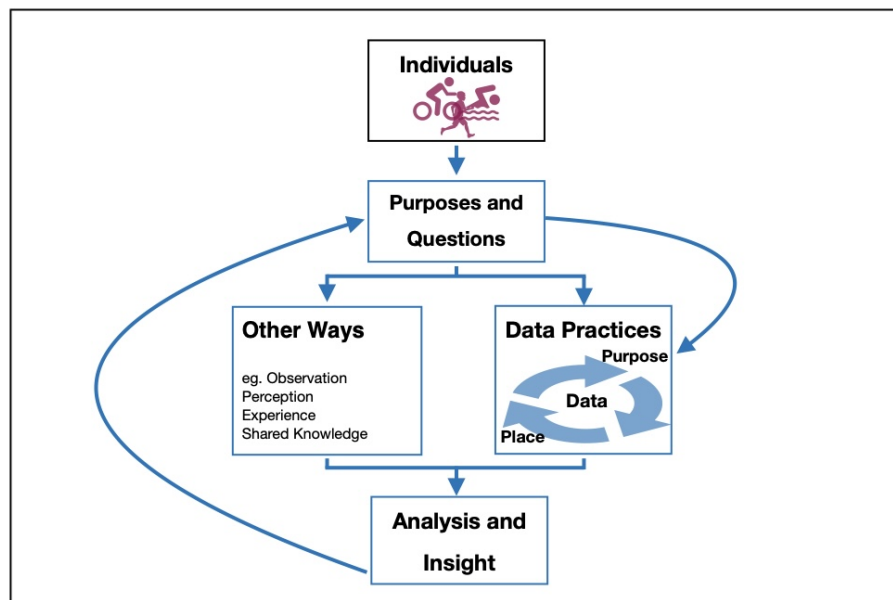 Individuals
Purposes and
Questions
Other Ways
eg. Observation
Perception
Experience
Shared Knowledge
Data Practices
Purpose
Data
Place
Analysis and
Insight